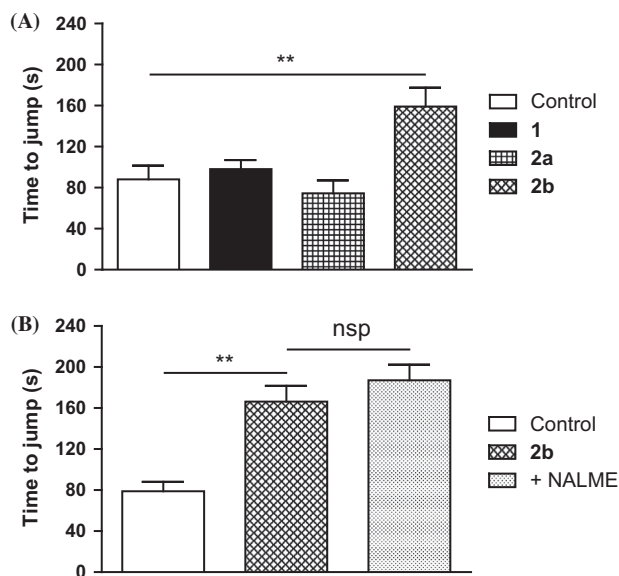 (A)
Time to jump (s)
240
200
160
120
80
40
0
**
Control
1
2a
2b
(B)
Time to jump (s)
240
200
160
120
80
40
0
**
nsp
Control
2b
+ NALME